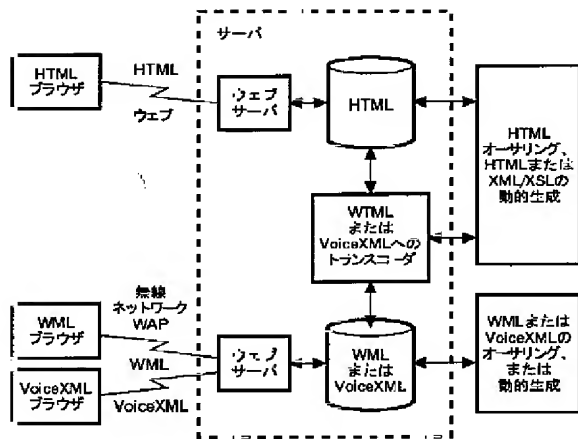 サーバ
HTML
ブラウザ
HTML
ウェブ
ウェブ
サーバ
HTML
HTML
オーサリング、
HTMLまたは
XML/XSLの
動的生成
WTML
または
VoiceXMLへの
トランスコーダ
無線
ネットワーク
WAP
WML
ブラウザ
WML
VoiceXML
ブラウザ
VoiceXML
ウェブ
サーバ
WML
または
VoiceXML
WMLまたは
VoiceXMLの
オーサリング、
または
動的生成